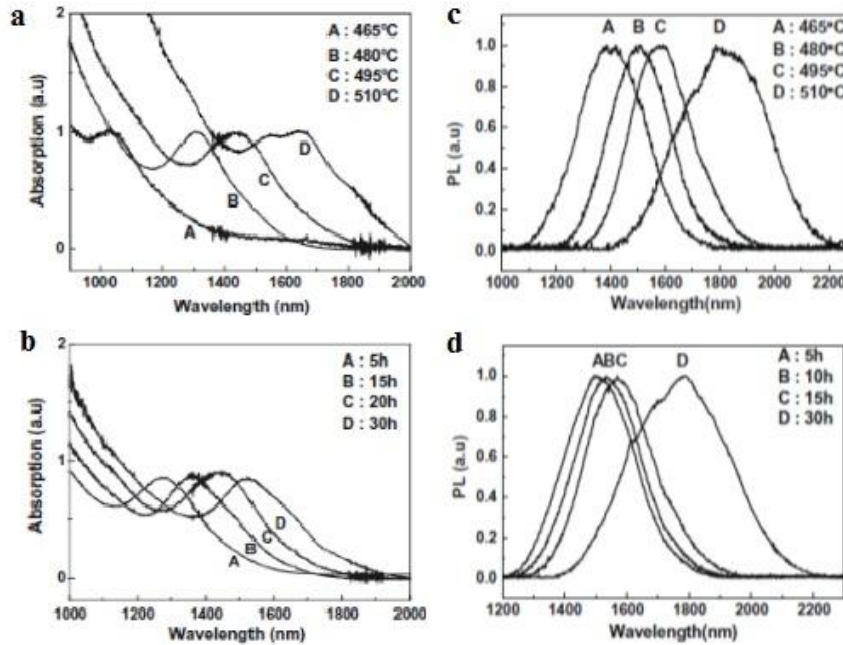 a
2
1
0
Absorption (a.u)
A : 465°C
B : 480°C
C : 495°C
D : 510°C
A
B
C
D
1000 1200 1400 1600 1800 2000
Wavelength (nm)
c
1.0
0.8
0.6
0.4
0.2
0.0
PL (a.u)
A B C D
A : 465°C
B : 480°C
C : 495°C
D : 510°C
1000 1200 1400 1600 1800 2000 2200
Wavelength(nm)
b
2
1
0
Absorption (a.u)
A : 5h
B : 15h
C : 20h
D : 30h
A
B
C
D
1000 1200 1400 1600 1800 2000
Wavelength (nm)
d
1.0
0.8
0.6
0.4
0.2
0.0
PL (a.u)
ABC D
A : 5h
B : 10h
C : 15h
D : 30h
1200 1400 1600 1800 2000 2200
Wavelength(nm)